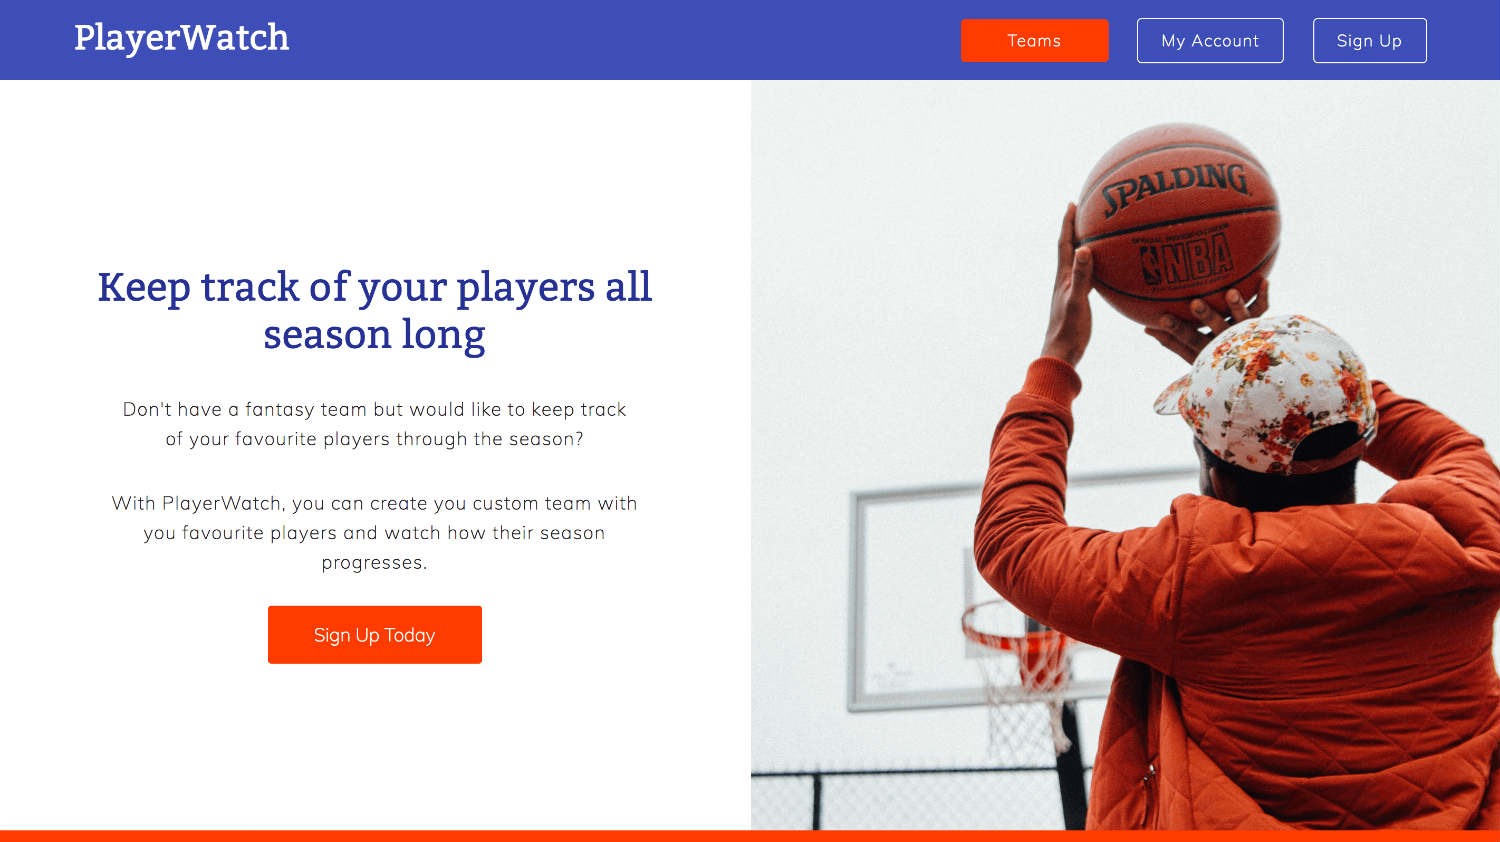 PlayerWatch
Teams
My Account
Sign Up
Keep track of your players all
season long
Don't have a fantasy team but would like to keep track
of your favourite players through the season?
With PlayerWatch, you can create you custom team with
you favourite players and watch how their season
progresses.
Sign Up Today
SPALDING
NBA